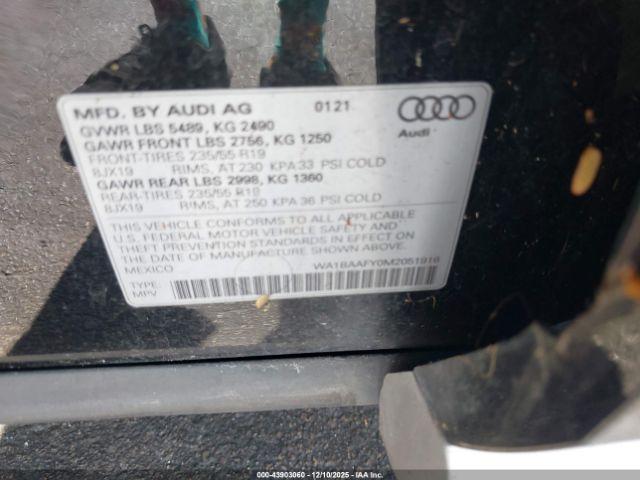 MFD. BY AUDI AG 0121
GVWR LBS 5489, KG 2490
GAWR FRONT LBS 2756, KG 1250
FRONT-TIRES 235/55 R19
8JX19 RIMS, AT 230 KPA 33 PSI COLD
GAWR REAR LBS 2998, KG 1360
REAR-TIRES 235/55 R19
8JX19 RIMS, AT 250 KPA 36 PSI COLD
Audi
THIS VEHICLE CONFORMS TO ALL APPLICABLE
U.S. FEDERAL MOTOR VEHICLE SAFETY AND
THEFT PREVENTION STANDARDS IN EFFECT ON
THE DATE OF MANUFACTURE SHOWN ABOVE.
MEXICO WA1BAAFY0M2051916
TYPE:
MPV
000-43903060 - 12/10/2025 - IAAI.COM